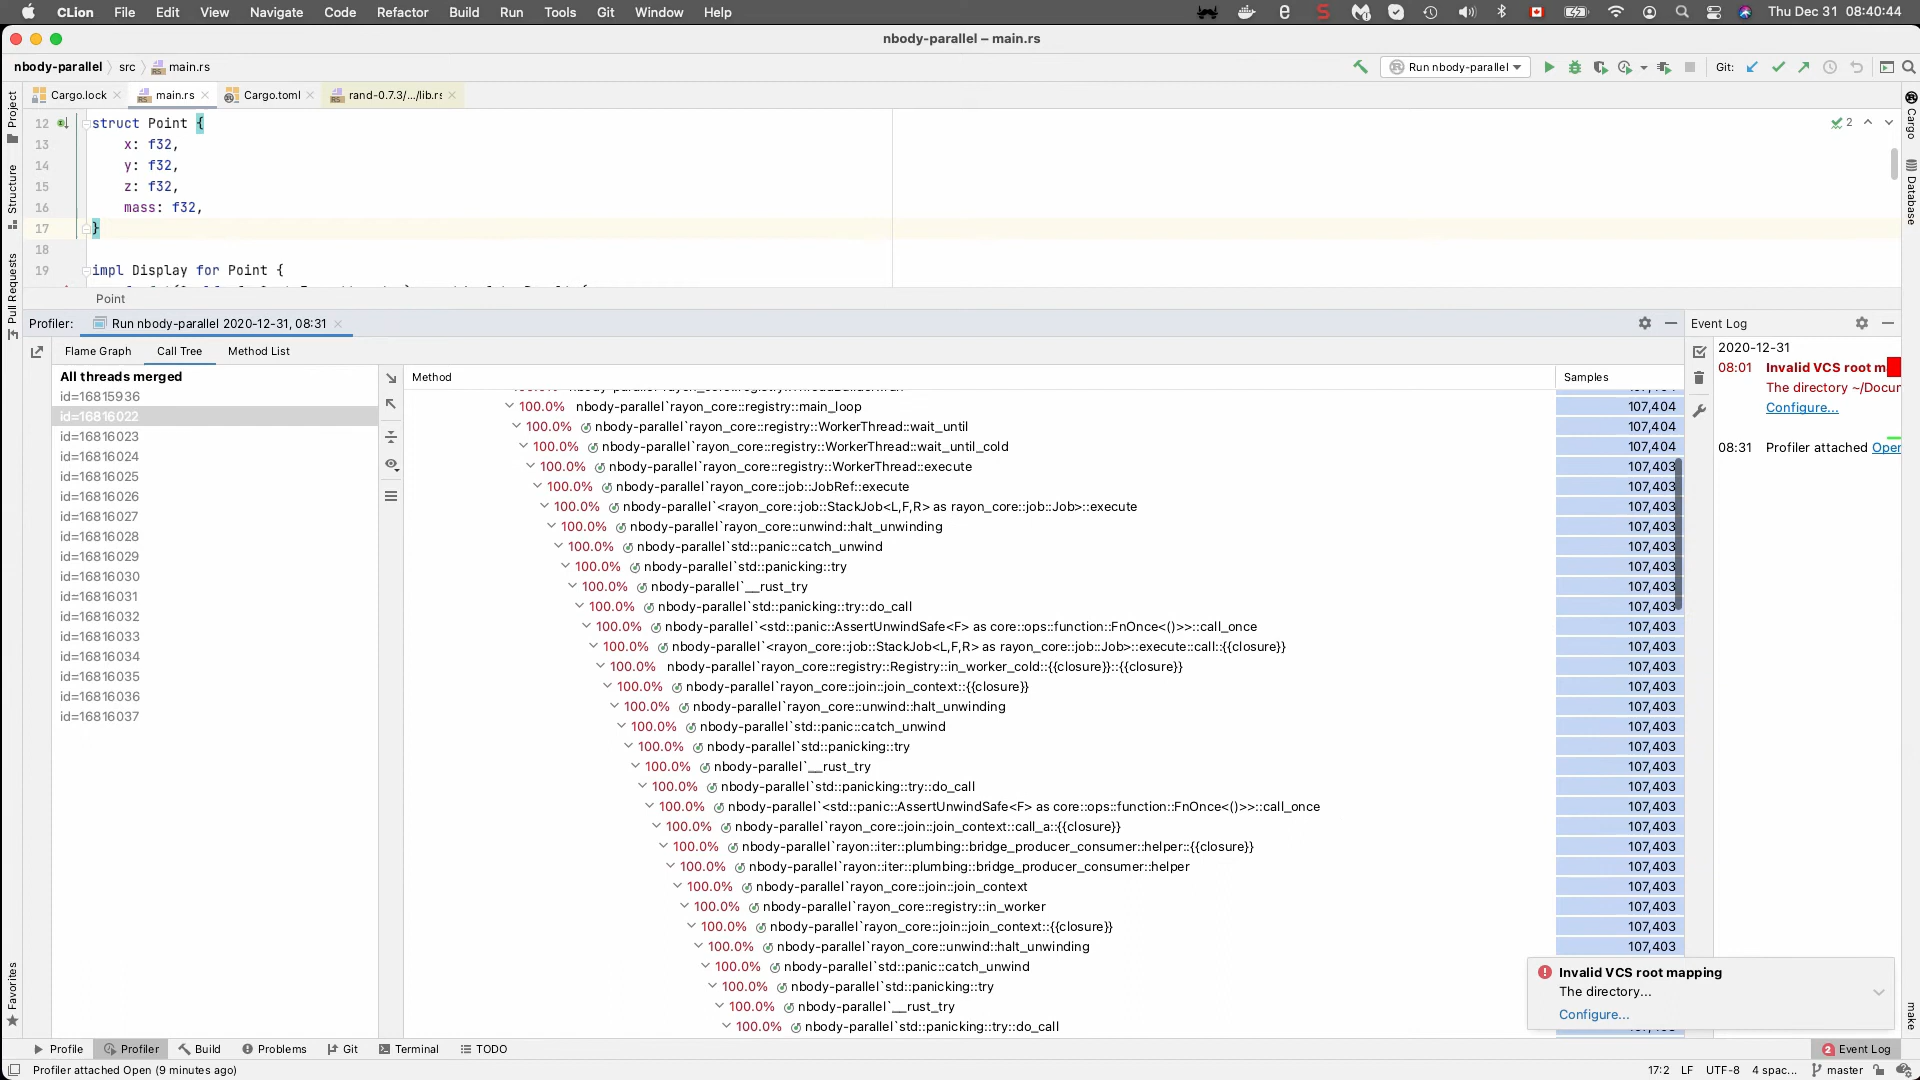 CLion File Edit View Navigate Code Refactor Build Run Tools Git Window Help Thu Dec 31 08:40:44
nbody-parallel – main.rs
nbody-parallel src main.rs Run nbody-parallel Git:
Cargo.lock main.rs Cargo.toml rand-0.7.3/.../lib.rs
Project
Structure
Pull Requests
Favorites
Cargo
Database
make
12 struct Point {
2
13 x: f32,
14 y: f32,
15 z: f32,
16 mass: f32,
17 }
18
19 impl Display for Point {
Point
Profiler: Run nbody-parallel 2020-12-31, 08:31
Flame Graph Call Tree Method List
All threads merged
id=16815936
id=16816022
id=16816023
id=16816024
id=16816025
id=16816026
id=16816027
id=16816028
id=16816029
id=16816030
id=16816031
id=16816032
id=16816033
id=16816034
id=16816035
id=16816036
id=16816037
Method Samples
100.0% nbody-parallel`rayon_core::registry::main_loop 107,404
100.0% nbody-parallel`rayon_core::registry::WorkerThread::wait_until 107,404
100.0% nbody-parallel`rayon_core::registry::WorkerThread::wait_until_cold 107,404
100.0% nbody-parallel`rayon_core::registry::WorkerThread::execute 107,403
100.0% nbody-parallel`rayon_core::job::JobRef::execute 107,403
100.0% nbody-parallel`<rayon_core::job::StackJob<L,F,R> as rayon_core::job::Job>::execute 107,403
100.0% nbody-parallel`rayon_core::unwind::halt_unwinding 107,403
100.0% nbody-parallel`std::panic::catch_unwind 107,403
100.0% nbody-parallel`std::panicking::try 107,403
100.0% nbody-parallel`__rust_try 107,403
100.0% nbody-parallel`std::panicking::try::do_call 107,403
100.0% nbody-parallel`<std::panic::AssertUnwindSafe<F> as core::ops::function::FnOnce<()>>::call_once 107,403
100.0% nbody-parallel`<rayon_core::job::StackJob<L,F,R> as rayon_core::job::Job>::execute::call::{{closure}} 107,403
100.0% nbody-parallel`rayon_core::registry::Registry::in_worker_cold::{{closure}}::{{closure}} 107,403
100.0% nbody-parallel`rayon_core::join::join_context::{{closure}} 107,403
100.0% nbody-parallel`rayon_core::unwind::halt_unwinding 107,403
100.0% nbody-parallel`std::panic::catch_unwind 107,403
100.0% nbody-parallel`std::panicking::try 107,403
100.0% nbody-parallel`__rust_try 107,403
100.0% nbody-parallel`std::panicking::try::do_call 107,403
100.0% nbody-parallel`<std::panic::AssertUnwindSafe<F> as core::ops::function::FnOnce<()>>::call_once 107,403
100.0% nbody-parallel`rayon_core::join::join_context::call_a::{{closure}} 107,403
100.0% nbody-parallel`rayon::iter::plumbing::bridge_producer_consumer::helper::{{closure}} 107,403
100.0% nbody-parallel`rayon::iter::plumbing::bridge_producer_consumer::helper 107,403
100.0% nbody-parallel`rayon_core::join::join_context 107,403
100.0% nbody-parallel`rayon_core::registry::in_worker 107,403
100.0% nbody-parallel`rayon_core::join::join_context::{{closure}} 107,403
100.0% nbody-parallel`rayon_core::unwind::halt_unwinding 107,403
100.0% nbody-parallel`std::panic::catch_unwind
100.0% nbody-parallel`std::panicking::try
100.0% nbody-parallel`__rust_try
100.0% nbody-parallel`std::panicking::try::do_call
Event Log
2020-12-31
08:01 Invalid VCS root m
The directory ~/Docur
Configure...
08:31 Profiler attached Oper
Invalid VCS root mapping
The directory...
Configure...
Profile Profiler Build Problems Git Terminal TODO 2 Event Log
Profiler attached Open (9 minutes ago) 17:2 LF UTF-8 4 spac... master